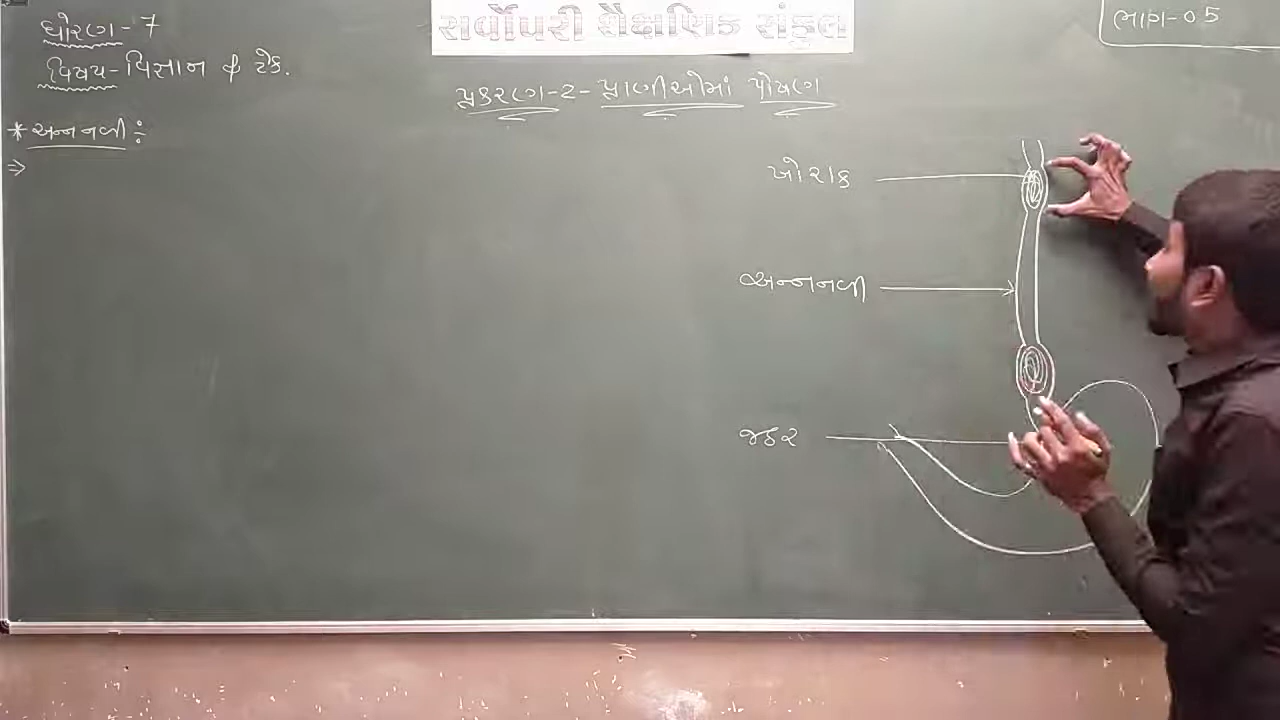 સર્વોપરી શૈક્ષણિક સંકુલ
ધોરણ-7
ભાગ-05
વિષય-વિજ્ઞાન & ટેક.
પ્રકરણ-2-પ્રાણીઓમાં પોષણ
* અન્નનળી ÷
⇒
ખોરાક
અન્નનળી
જઠર